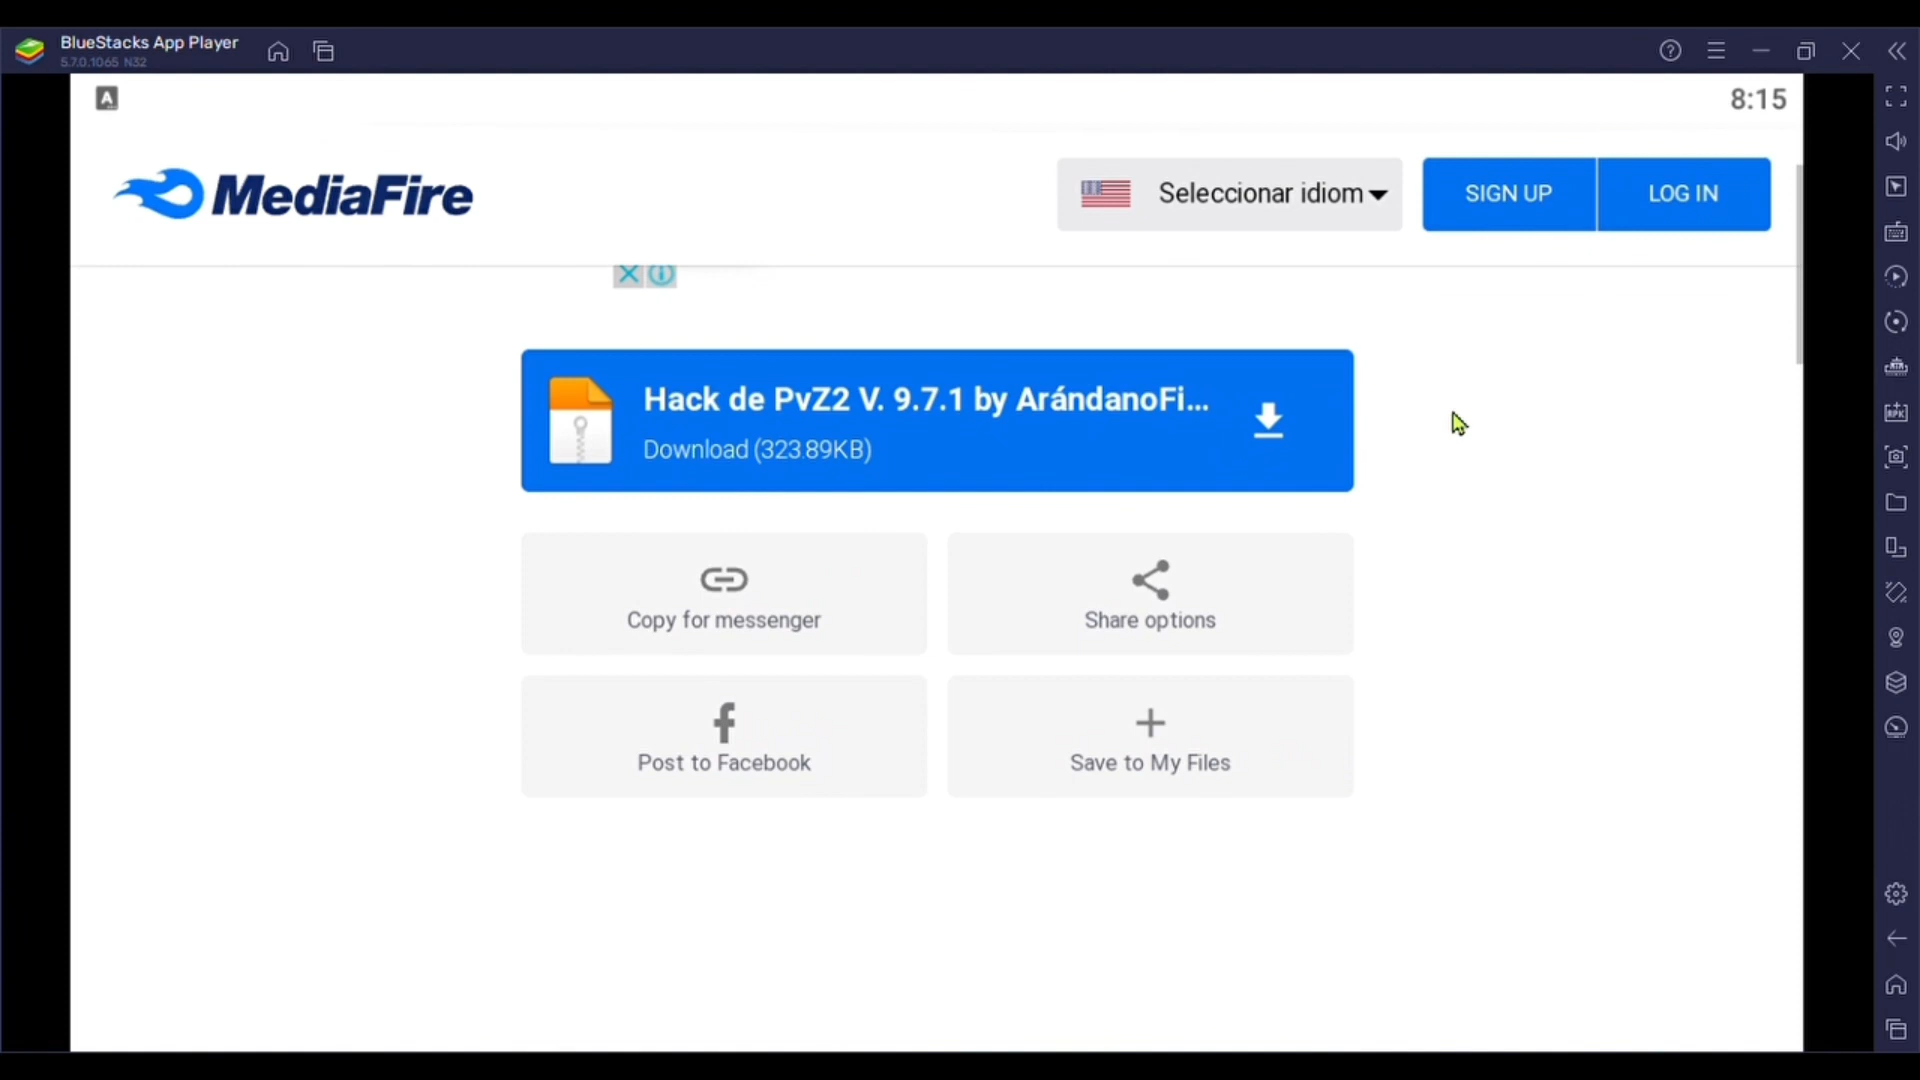 BlueStacks App Player
5.7.0.1065 N32
A
8:15
MediaFire
Seleccionar idiom
SIGN UP
LOG IN
Hack de PvZ2 V. 9.7.1 by ArándanoFi...
Download (323.89KB)
Copy for messenger
Share options
Post to Facebook
Save to My Files